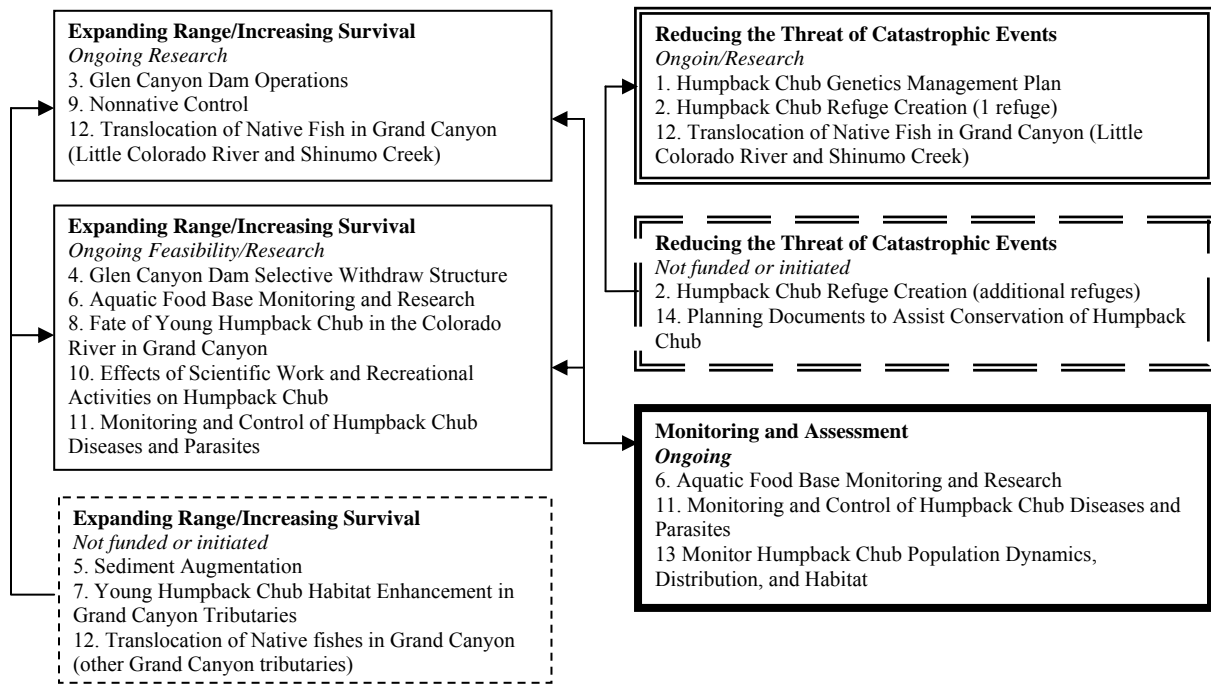 Expanding Range/Increasing Survival
Ongoing Research
3. Glen Canyon Dam Operations
9. Nonnative Control
12. Translocation of Native Fish in Grand Canyon
(Little Colorado River and Shinumo Creek)
Expanding Range/Increasing Survival
Ongoing Feasibility/Research
4. Glen Canyon Dam Selective Withdraw Structure
6. Aquatic Food Base Monitoring and Research
8. Fate of Young Humpback Chub in the Colorado
River in Grand Canyon
10. Effects of Scientific Work and Recreational
Activities on Humpback Chub
11. Monitoring and Control of Humpback Chub
Diseases and Parasites
Expanding Range/Increasing Survival
Not funded or initiated
5. Sediment Augmentation
7. Young Humpback Chub Habitat Enhancement in
Grand Canyon Tributaries
12. Translocation of Native fishes in Grand Canyon
(other Grand Canyon tributaries)
Reducing the Threat of Catastrophic Events
Ongoin/Research
1. Humpback Chub Genetics Management Plan
2. Humpback Chub Refuge Creation (1 refuge)
12. Translocation of Native Fish in Grand Canyon (Little
Colorado River and Shinumo Creek)
Reducing the Threat of Catastrophic Events
Not funded or initiated
2. Humpback Chub Refuge Creation (additional refuges)
14. Planning Documents to Assist Conservation of Humpback
Chub
Monitoring and Assessment
Ongoing
6. Aquatic Food Base Monitoring and Research
11. Monitoring and Control of Humpback Chub Diseases and
Parasites
13 Monitor Humpback Chub Population Dynamics,
Distribution, and Habitat